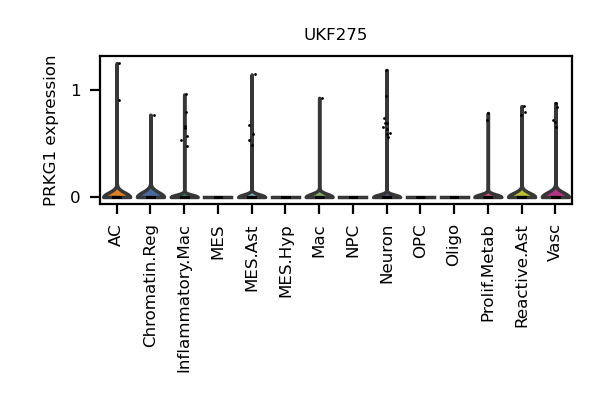 UKF275
PRKG1 expression
1
0
AC
Chromatin.Reg
Inflammatory.Mac
MES
MES.Ast
MES.Hyp
Mac
NPC
Neuron
OPC
Oligo
Prolif.Metab
Reactive.Ast
Vasc